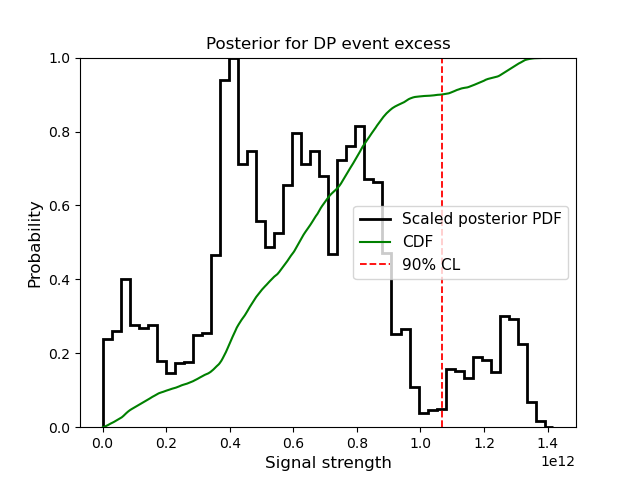 Posterior for DP event excess
Probability
1.0
0.8
0.6
0.4
0.2
0.0
Scaled posterior PDF
CDF
90% CL
0.0 0.2 0.4 0.6 0.8 1.0 1.2 1.4
1e12
Signal strength